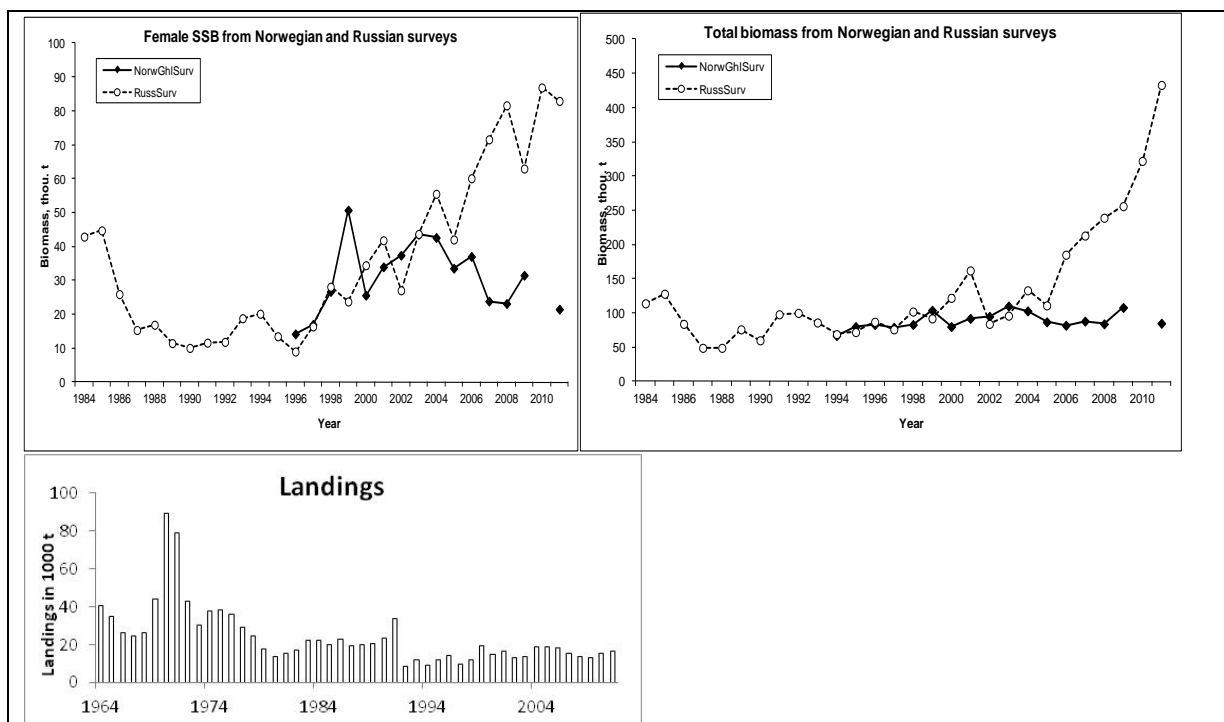 Female SSB from Norwegian and Russian surveys
100
90
80
70
60
50
40
30
20
10
0
Biomass, thou. t
NorwGhlSurv
RussSurv
1984 1986 1988 1990 1992 1994 1996 1998 2000 2002 2004 2006 2008 2010
Year
Total biomass from Norwegian and Russian surveys
500
450
400
350
300
250
200
150
100
50
0
Biomass, thou. t
NorwGhlSurv
RussSurv
1984 1986 1988 1990 1992 1994 1996 1998 2000 2002 2004 2006 2008 2010
Year
Landings
100
80
60
40
20
0
Landings in 1000 t
1964 1974 1984 1994 2004